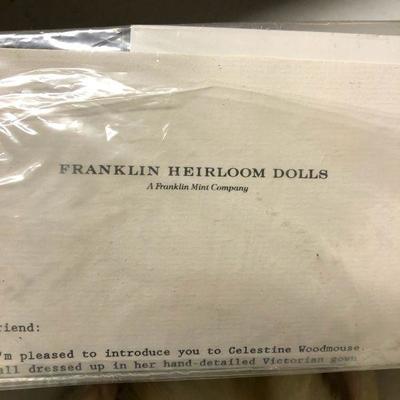 FRANKLIN HEIRLOOM DOLLS
A Franklin Mint Company
riend:
'm pleased to introduce you to Celestine Woodmouse.
all dressed up in her hand-detailed Victorian gown